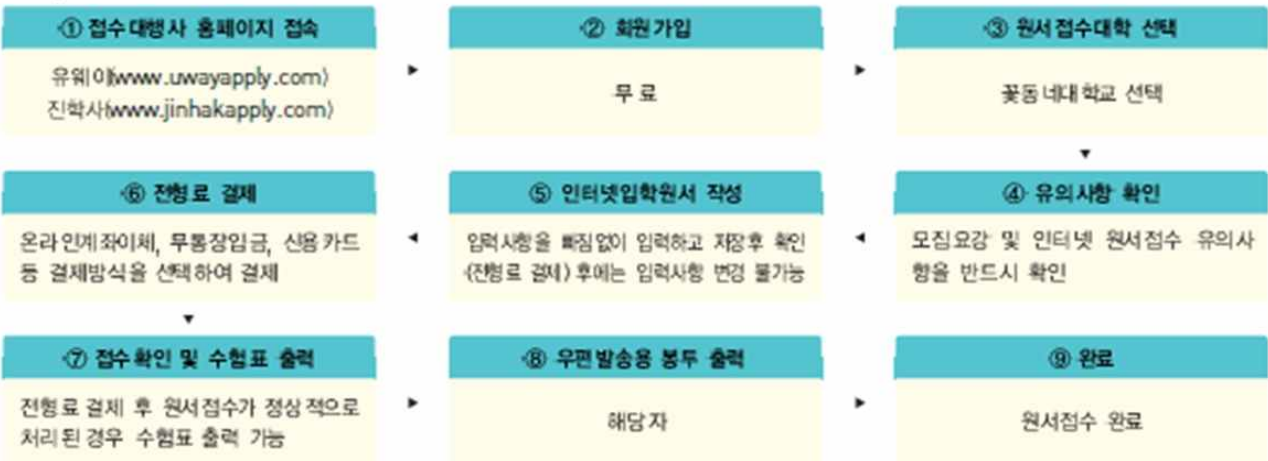 ① 접수대행사 홈페이지 접속
유웨이(www.uwayapply.com)
진학사(www.jinhakapply.com)
② 회원가입
무료
③ 원서접수대학 선택
꽃동네대학교 선택
④ 유의사항 확인
모집요강 및 인터넷 원서접수 유의사
항을 반드시 확인
⑤ 인터넷입학원서 작성
입력사항을 빠짐없이 입력하고 저장후 확인
(전형료 결제)후에는 입력사항 변경 불가능
⑥ 전형료 결제
온라인계좌이체, 무통장입금, 신용카드
등 결제방식을 선택하여 결제
⑦ 접수확인 및 수험표 출력
전형료 결제 후 원서접수가 정상적으로
처리된 경우 수험표 출력 가능
⑧ 우편발송용 봉투 출력
해당자
⑨ 완료
원서접수 완료